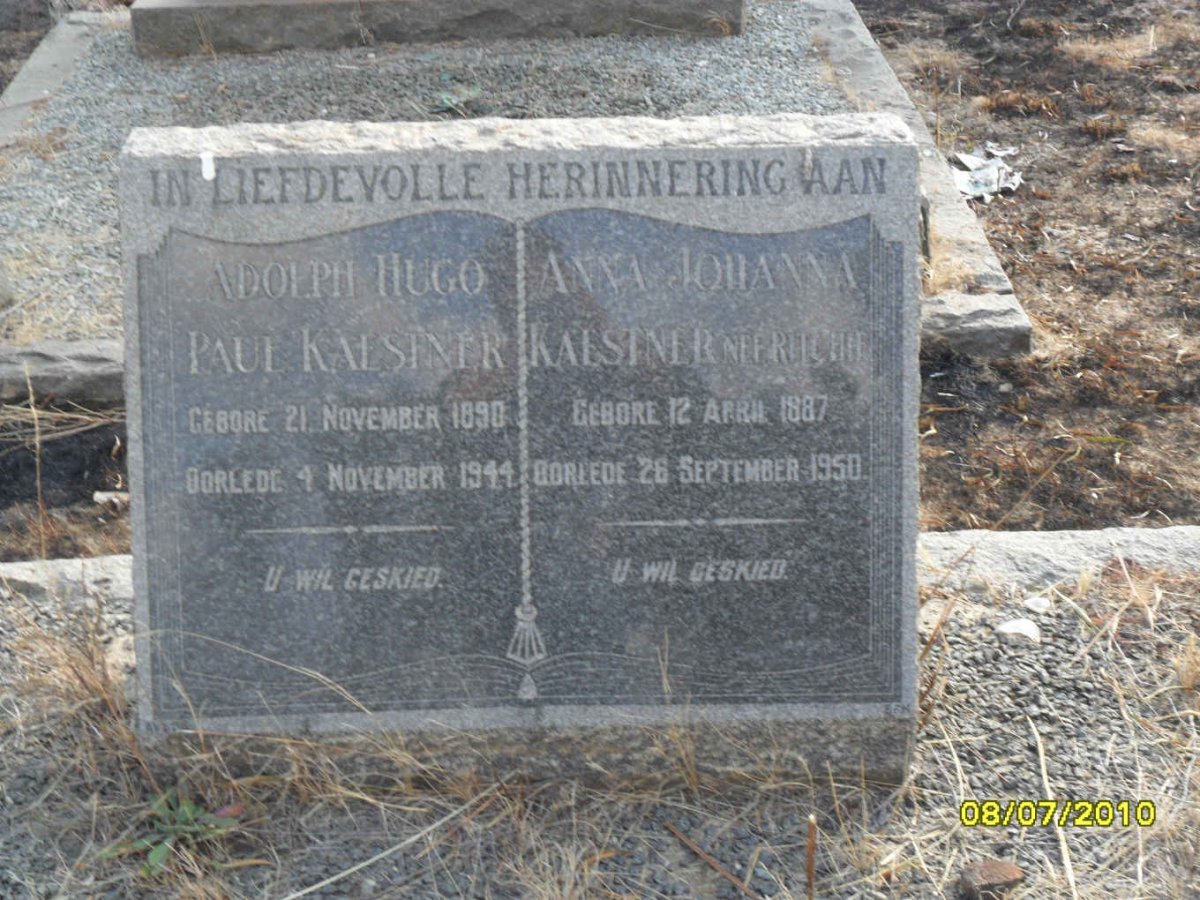 IN LIEFDEVOLLE HERINNERING AAN
ADOLPH HUGO
PAUL KAESTNER
GEBORE 21. NOVEMBER 1890
OORLEDE 4 NOVEMBER 1944
U WIL GESKIED.
ANNA JOHANNA
KAESTNER NEE
GEBORE 12 APRIL 1887
OORLEDE 26 SEPTEMBER 1950
U WIL GESKIED.
08/07/2010